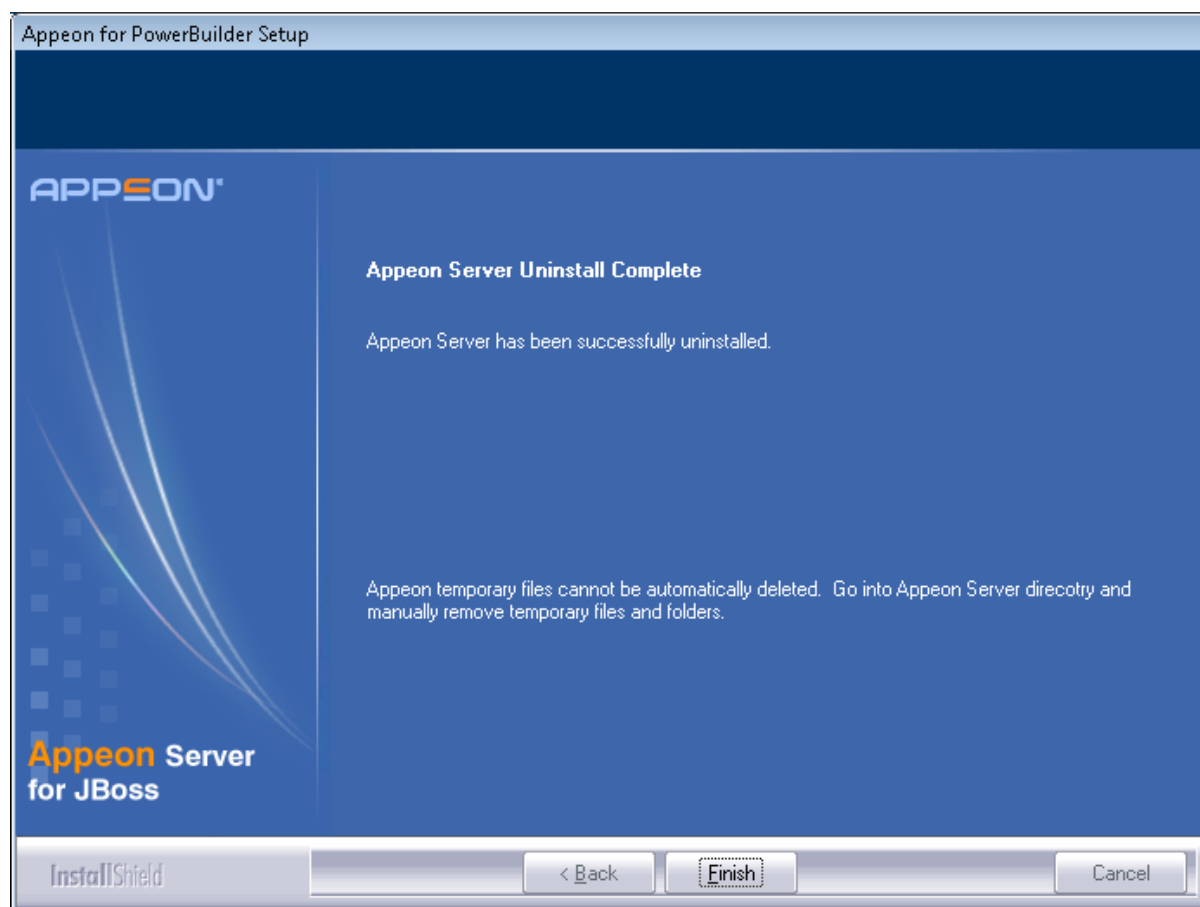 Appeon for PowerBuilder Setup
APPEON®
Appeon Server Uninstall Complete
Appeon Server has been successfully uninstalled.
Appeon temporary files cannot be automatically deleted.  Go into Appeon Server direcotry and
manually remove temporary files and folders.
Appeon Server
for JBoss
InstallShield
< Back
Finish
Cancel